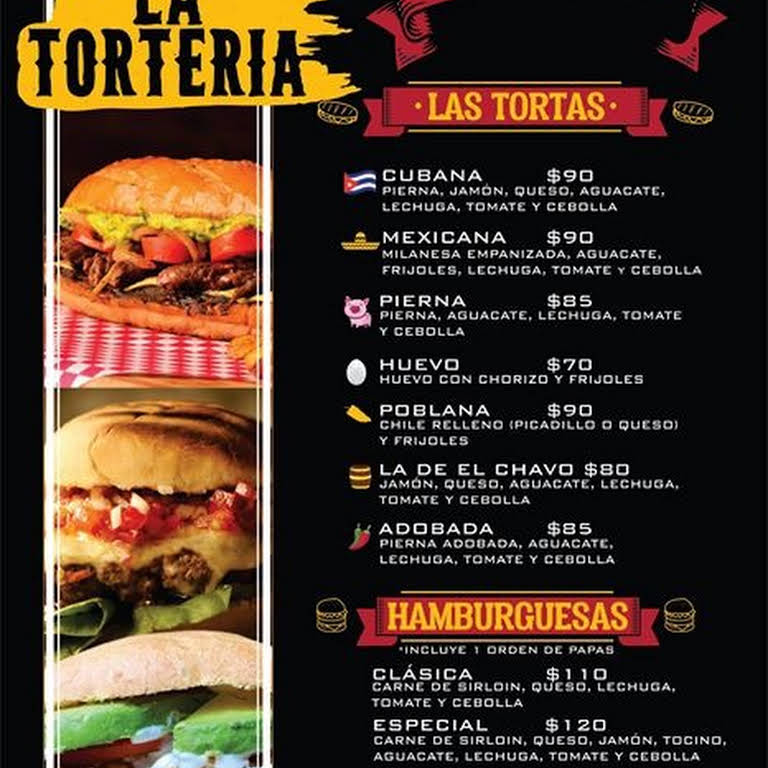 LA
TORTERIA
·LAS TORTAS·
CUBANA $90
PIERNA, JAMÓN, QUESO, AGUACATE,
LECHUGA, TOMATE Y CEBOLLA
MEXICANA $90
MILANESA EMPANIZADA, AGUACATE,
FRIJOLES, LECHUGA, TOMATE Y CEBOLLA
PIERNA $85
PIERNA, AGUACATE, LECHUGA, TOMATE
Y CEBOLLA
HUEVO $70
HUEVO CON CHORIZO Y FRIJOLES
POBLANA $90
CHILE RELLENO (PICADILLO O QUESO)
Y FRIJOLES
LA DE EL CHAVO $80
JAMÓN, QUESO, AGUACATE, LECHUGA,
TOMATE Y CEBOLLA
ADOBADA $85
PIERNA ADOBADA, AGUACATE,
LECHUGA, TOMATE Y CEBOLLA
HAMBURGUESAS
*INCLUYE 1 ORDEN DE PAPAS
CLÁSICA $110
CARNE DE SIRLOIN, QUESO, LECHUGA,
TOMATE Y CEBOLLA
ESPECIAL $120
CARNE DE SIRLOIN, QUESO, JAMÓN, TOCINO,
AGUACATE, LECHUGA, TOMATE Y CEBOLLA